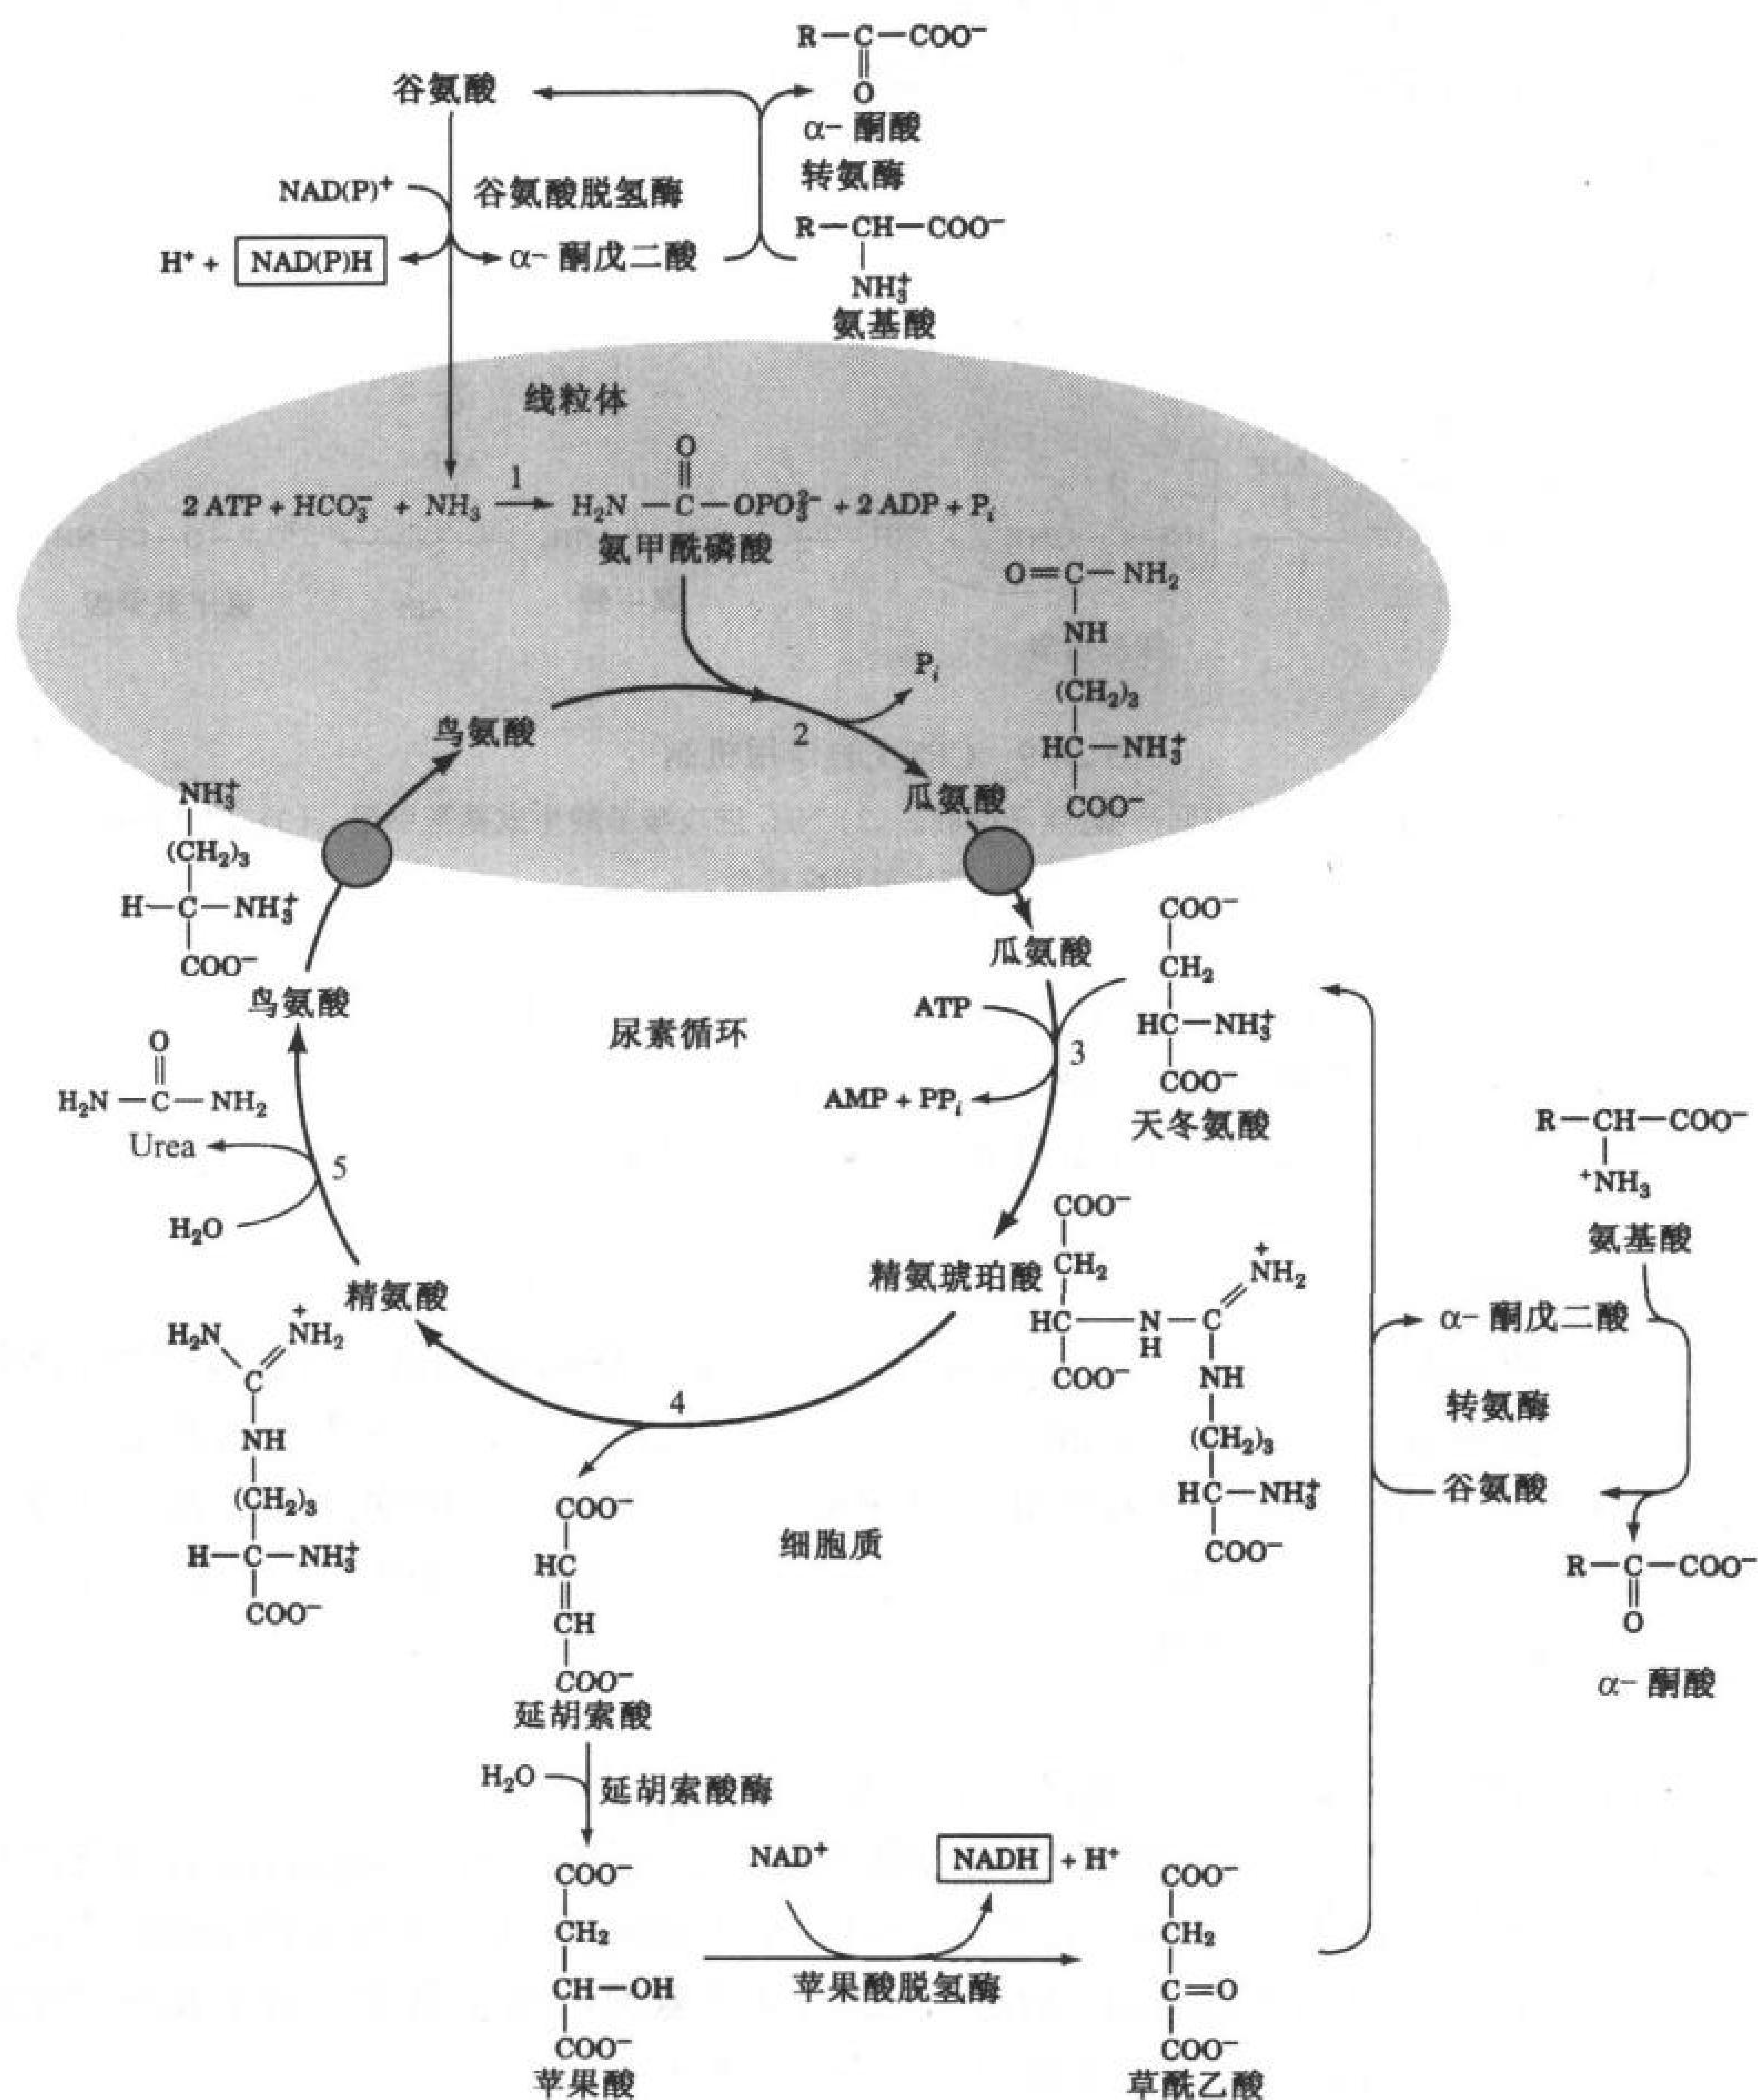 R—C—COO⁻
O
α- 酮酸
谷氨酸
转氨酶
NAD(P)⁺
谷氨酸脱氢酶
R—CH—COO⁻
NH₃⁺
氨基酸
H⁺ + NAD(P)H
α- 酮戊二酸
线粒体
O
1
2 ATP + HCO₃⁻ + NH₃ → H₂N—C—OPO₃²⁻ + 2 ADP + Pᵢ
氨甲酰磷酸
O=C—NH₂
NH
(CH₂)₃
HC—NH₃⁺
COO⁻
Pᵢ
2
鸟氨酸
瓜氨酸
NH₃⁺
(CH₂)₃
H—C—NH₃⁺
COO⁻
鸟氨酸
瓜氨酸
尿素循环
ATP
3
AMP + PPᵢ
COO⁻
CH₂
HC—NH₃⁺
COO⁻
天冬氨酸
O
H₂N—C—NH₂
Urea
5
H₂O
精氨酸
H₂N
⁺
NH₂
C
NH
(CH₂)₃
H—C—NH₃⁺
COO⁻
精氨琥珀酸
COO⁻
CH₂
⁺
NH₂
HC—N—C
H
COO⁻
NH
(CH₂)₃
HC—NH₃⁺
COO⁻
R—CH—COO⁻
⁺NH₃
氨基酸
α- 酮戊二酸
转氨酶
谷氨酸
R—C—COO⁻
O
α- 酮酸
4
细胞质
COO⁻
HC
CH
COO⁻
延胡索酸
H₂O
延胡索酸酶
COO⁻
CH₂
CH—OH
COO⁻
苹果酸
NAD⁺
NADH + H⁺
苹果酸脱氢酶
COO⁻
CH₂
C=O
COO⁻
草酰乙酸